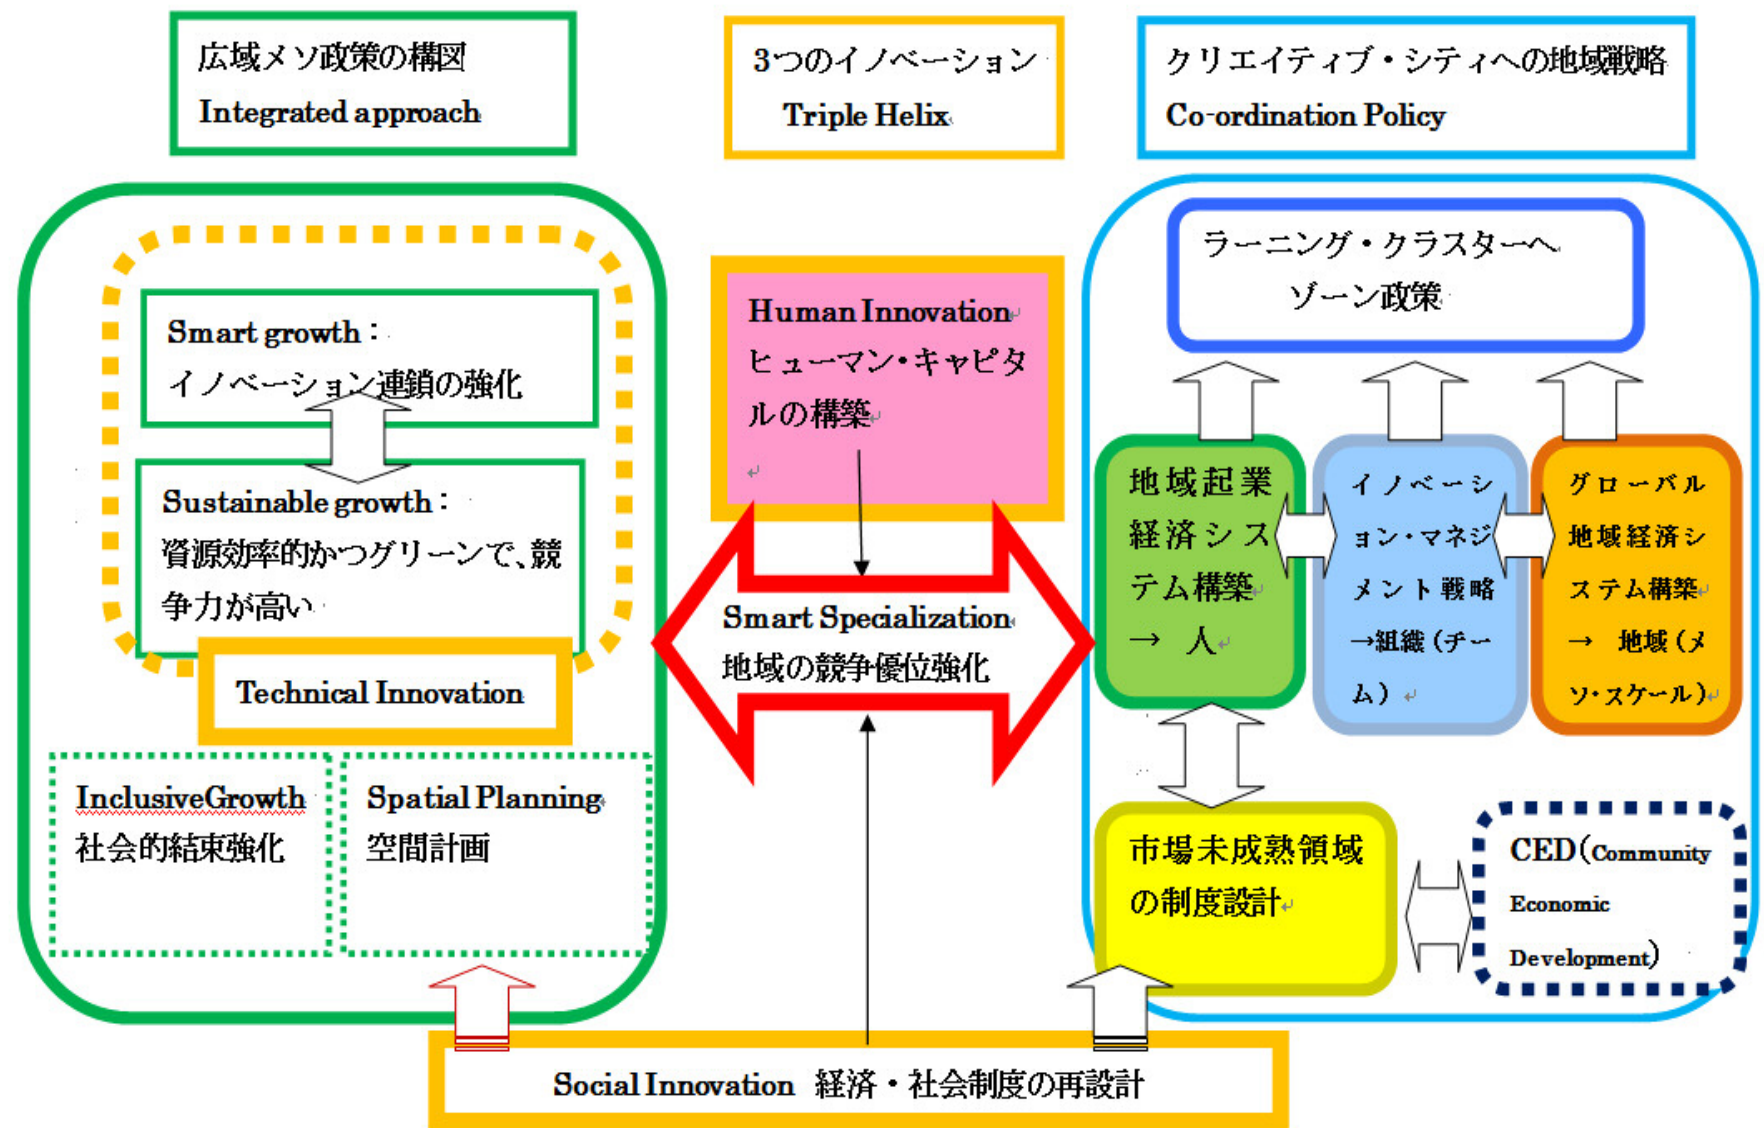 広域メソ政策の構図
Integrated approach
3つのイノベーション
Triple Helix
クリエイティブ・シティへの地域戦略
Co-ordination Policy
Smart growth：
イノベーション連鎖の強化
Sustainable growth：
資源効率的かつグリーンで、競
争力が高い
Technical Innovation
InclusiveGrowth
社会的結束強化
Spatial Planning
空間計画
Human Innovation
ヒューマン・キャピタ
ルの構築
Smart Specialization
地域の競争優位強化
ラーニング・クラスターへ
ゾーン政策
地域起業
経済シス
テム構築
→ 人
イノベーシ
ョン・マネジ
メント戦略
→組織（チー
ム）
グローバル
地域経済シ
ステム構築
→ 地域（メ
ソ・スケール）
市場未成熟領域
の制度設計
CED(Community
Economic
Development)
Social Innovation 経済・社会制度の再設計